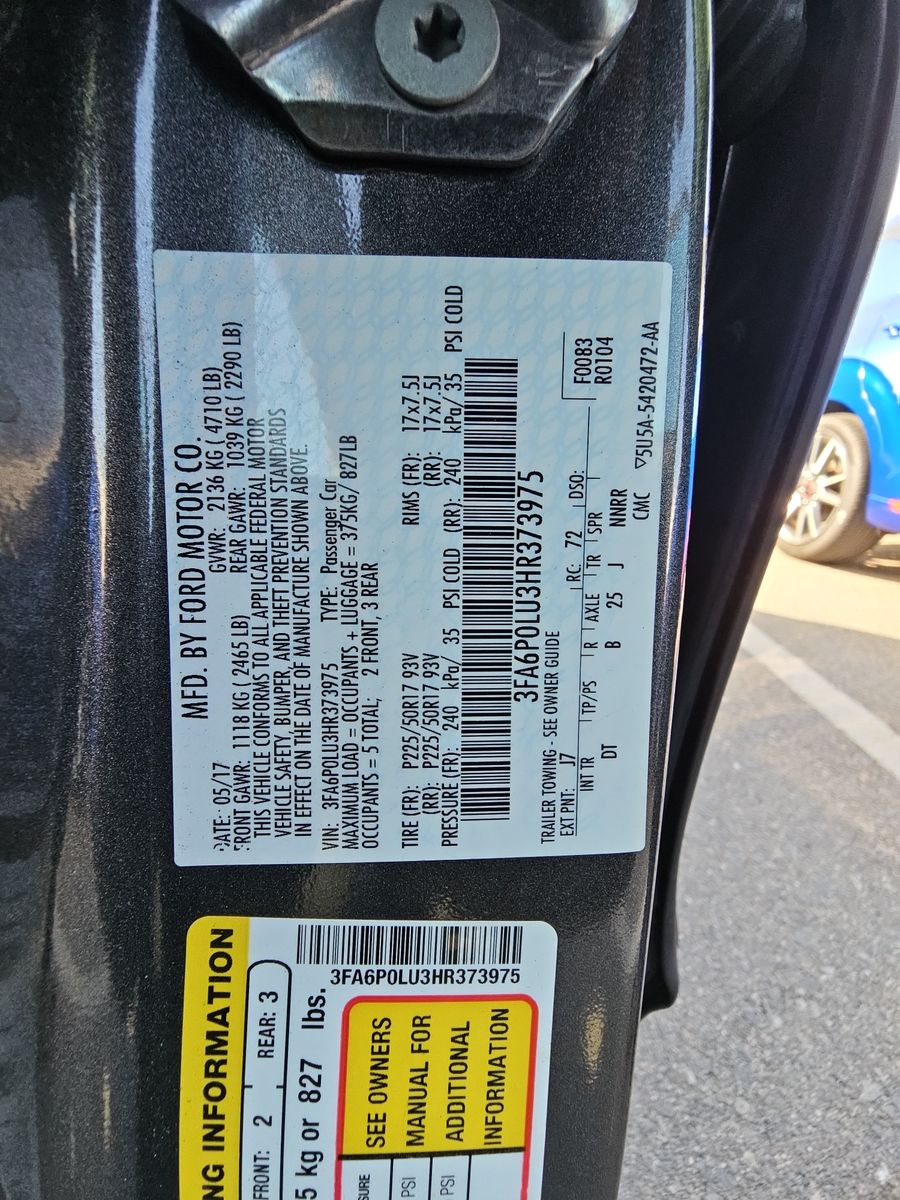 MFD. BY FORD MOTOR CO.
DATE: 05/17 GVWR: 2136 KG ( 4710 LB)
FRONT GAWR: 1118 KG ( 2465 LB) REAR GAWR: 1039 KG ( 2290 LB)
THIS VEHICLE CONFORMS TO ALL APPLICABLE FEDERAL MOTOR
VEHICLE SAFETY, BUMPER, AND THEFT PREVENTION STANDARDS
IN EFFECT ON THE DATE OF MANUFACTURE SHOWN ABOVE.
VIN: 3FA6P0LU3HR373975 TYPE: Passenger Car
MAXIMUM LOAD = OCCUPANTS + LUGGAGE = 375KG/ 827LB
OCCUPANTS = 5 TOTAL; 2 FRONT, 3 REAR
TIRE (FR): P225/50R17 93V RIMS (FR): 17x7.5J
(RR): P225/50R17 93V (RR): 17x7.5J
PRESSURE (FR): 240 kPa/ 35 PSI COLD (RR): 240 kPa/ 35 PSI COLD
3FA6P0LU3HR373975
TRAILER TOWING - SEE OWNER GUIDE
EXT PNT: J7 RC: 72 DSO: F0083
INT TR TP/PS R AXLE TR SPR R0104
DT B 25 J NNRR
CMC
▽5U5A-5420472-AA
NG INFORMATION
FRONT: 2 REAR: 3
5 kg or 827 lbs.
3FA6P0LU3HR373975
SURE
PSI
PSI
SEE OWNERS
MANUAL FOR
ADDITIONAL
INFORMATION